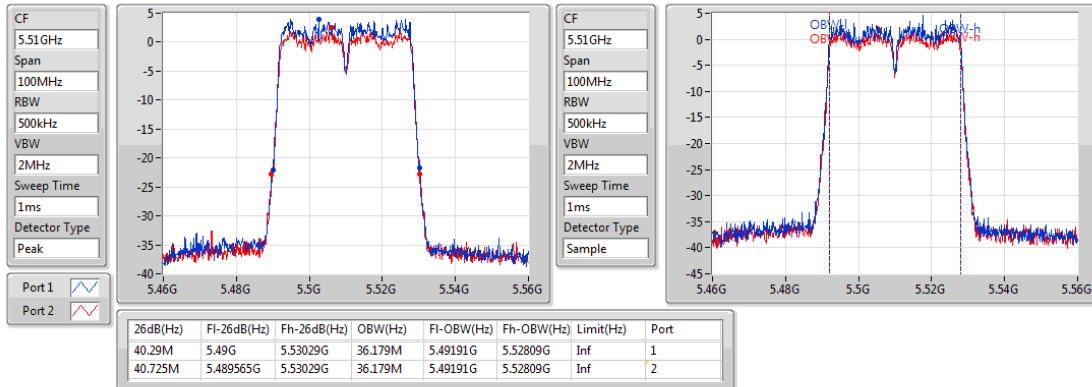 CF
5.51GHz
Span
100MHz
RBW
500kHz
VBW
2MHz
Sweep Time
1ms
Detector Type
Peak
Port 1
Port 2
5
0
-5
-10
-15
-20
-25
-30
-35
-40
5.46G 5.48G 5.5G 5.52G 5.54G 5.56G
CF
5.51GHz
Span
100MHz
RBW
500kHz
VBW
2MHz
Sweep Time
1ms
Detector Type
Sample
5
0
-5
-10
-15
-20
-25
-30
-35
-40
-45
5.46G 5.48G 5.5G 5.52G 5.54G 5.56G
26dB(Hz) Fl-26dB(Hz) Fh-26dB(Hz) OBW(Hz) Fl-OBW(Hz) Fh-OBW(Hz) Limit(Hz) Port
40.29M 5.49G 5.53029G 36.179M 5.49191G 5.52809G Inf 1
40.725M 5.489565G 5.53029G 36.179M 5.49191G 5.52809G Inf 2